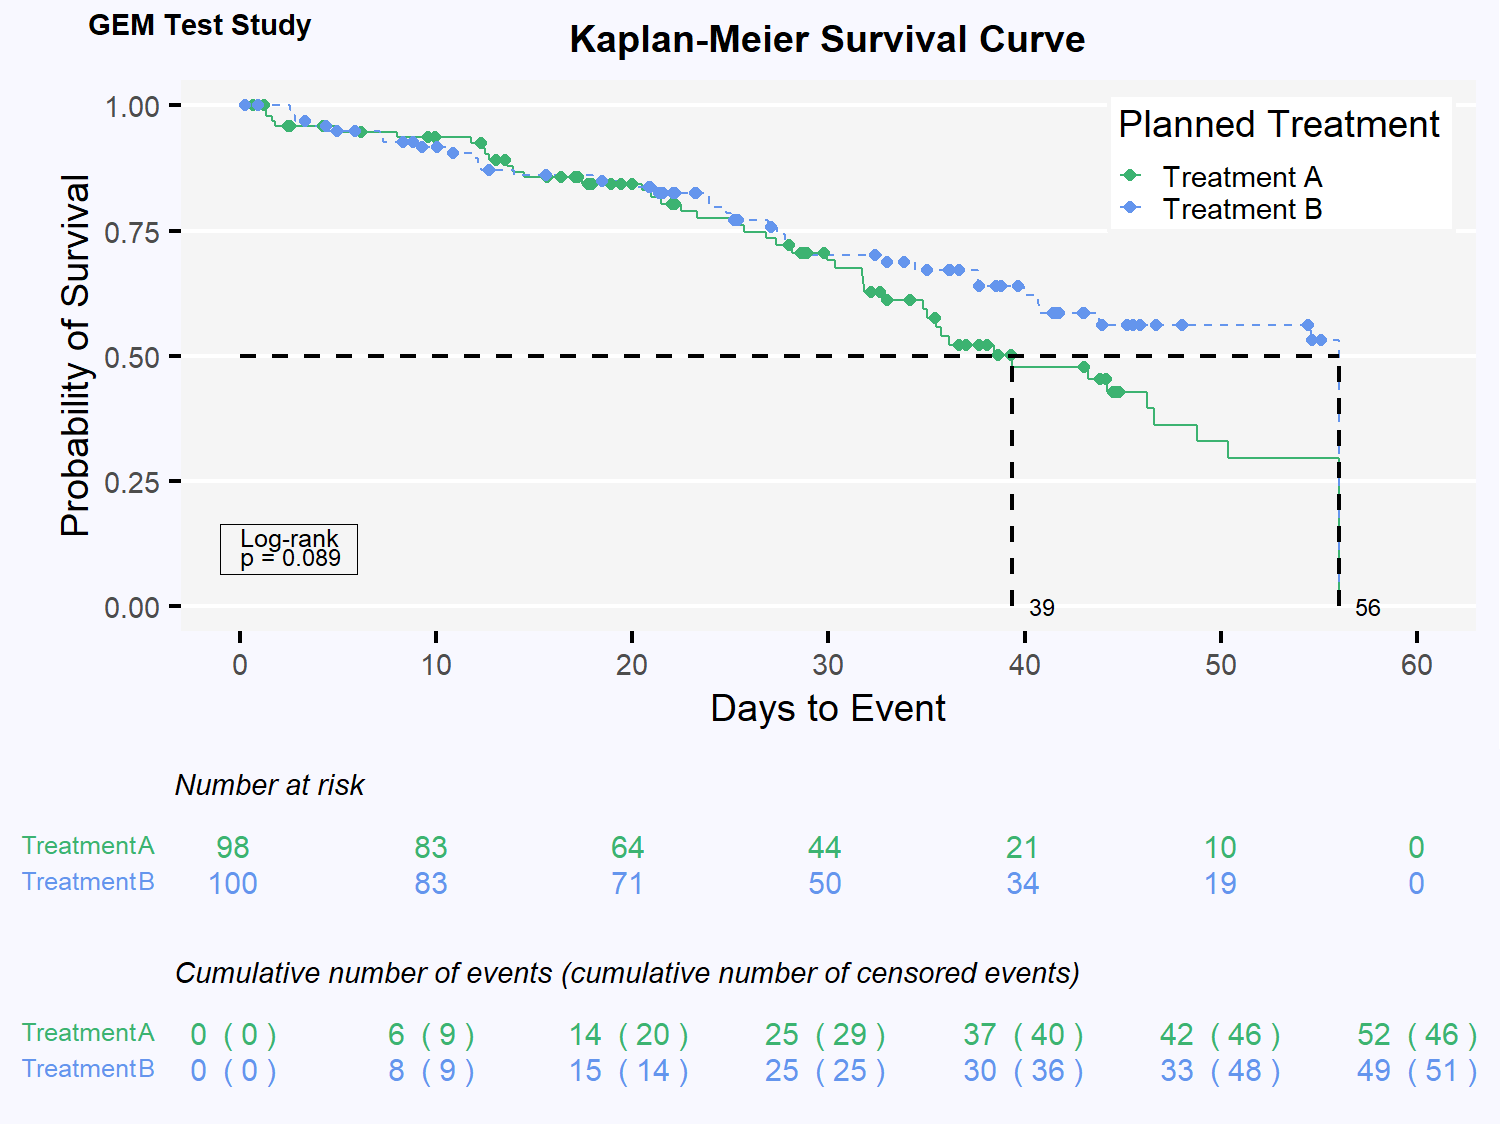 GEM Test Study
Kaplan-Meier Survival Curve
Probability of Survival
1.00
0.75
0.50
0.25
0.00
Planned Treatment
Treatment A
Treatment B
Log-rank
p = 0.089
39
56
0 10 20 30 40 50 60
Days to Event
Number at risk
Treatment A 98 83 64 44 21 10 0
Treatment B 100 83 71 50 34 19 0
Cumulative number of events (cumulative number of censored events)
Treatment A 0 ( 0 ) 6 ( 9 ) 14 ( 20 ) 25 ( 29 ) 37 ( 40 ) 42 ( 46 ) 52 ( 46 )
Treatment B 0 ( 0 ) 8 ( 9 ) 15 ( 14 ) 25 ( 25 ) 30 ( 36 ) 33 ( 48 ) 49 ( 51 )